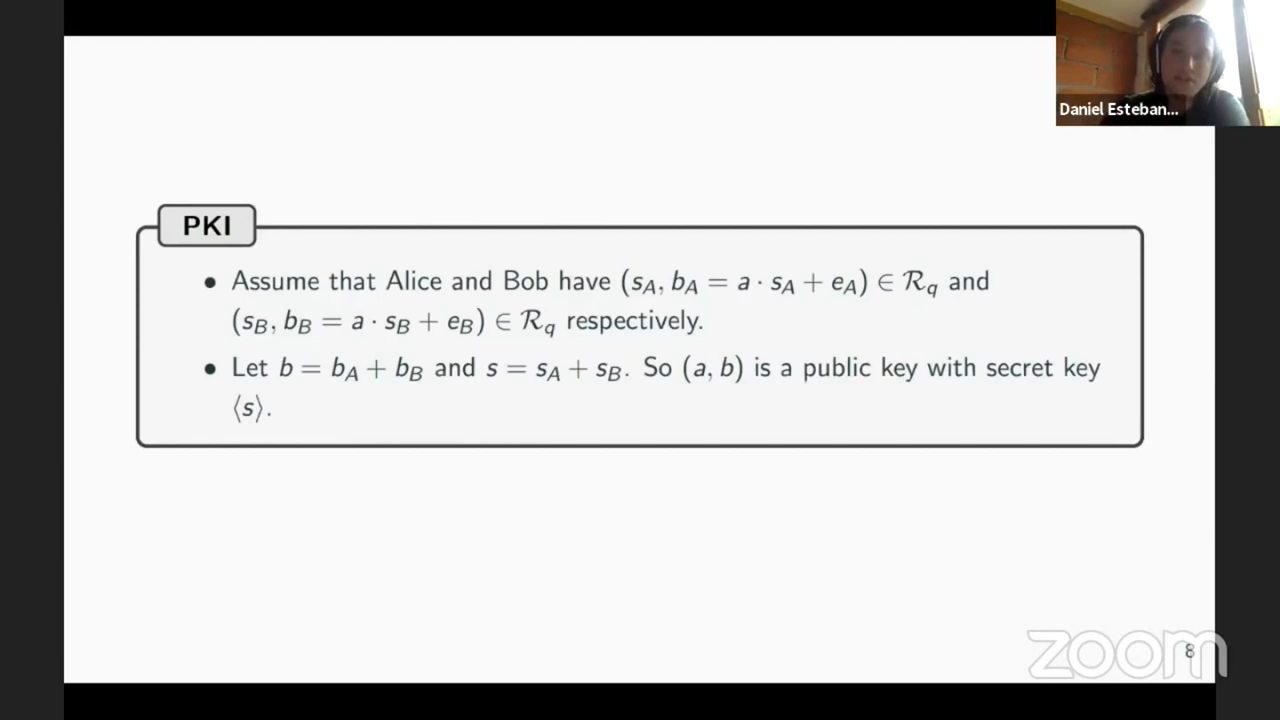 Daniel Esteban...
PKI
• Assume that Alice and Bob have (s_A, b_A = a · s_A + e_A) ∈ R_q and
(s_B, b_B = a · s_B + e_B) ∈ R_q respectively.
• Let b = b_A + b_B and s = s_A + s_B. So (a, b) is a public key with secret key
⟨s⟩.
zoom
8